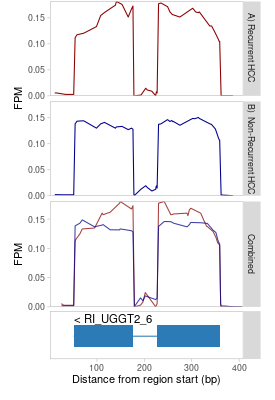 0.15
0.10
0.05
0.00
A) Recurrent HCC
FPM
0.15
0.10
0.05
0.00
B) Non-Recurrent HCC
0.15
0.10
0.05
0.00
FPM
Combined
< RI_UGGT2_6
100 200 300 400
Distance from region start (bp)